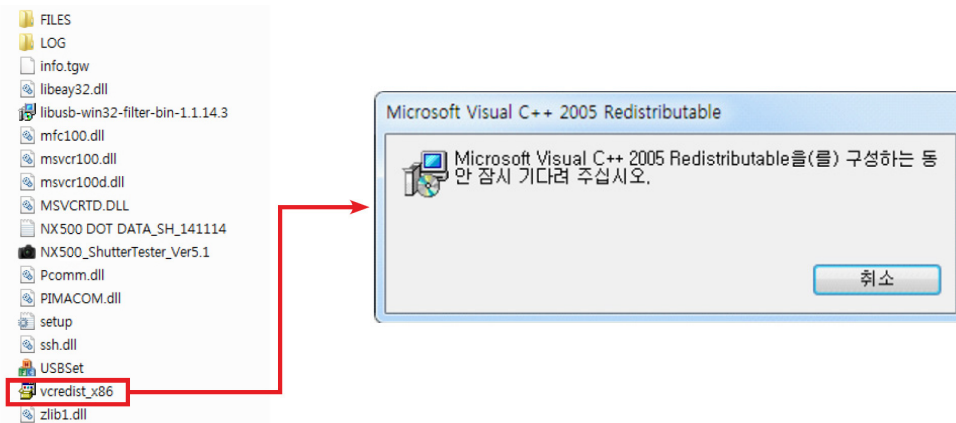 FILES
LOG
info.tgw
libeay32.dll
libusb-win32-filter-bin-1.1.14.3
mfc100.dll
msvcr100.dll
msvcr100d.dll
MSVCRTD.DLL
NX500 DOT DATA_SH_141114
NX500_ShutterTester_Ver5.1
Pcomm.dll
PIMACOM.dll
setup
ssh.dll
USBSet
vcredist_x86
zlib1.dll
Microsoft Visual C++ 2005 Redistributable
Microsoft Visual C++ 2005 Redistributable을(를) 구성하는 동
안 잠시 기다려 주십시오.
취소